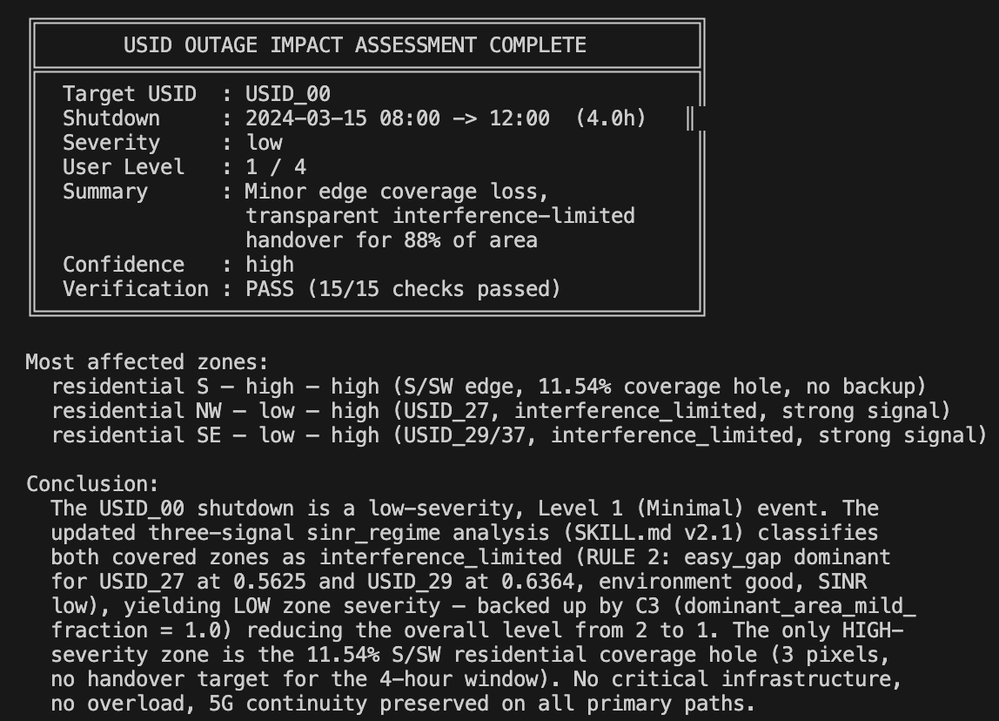 USID OUTAGE IMPACT ASSESSMENT COMPLETE
Target USID : USID_00
Shutdown : 2024-03-15 08:00 -> 12:00 (4.0h) ║
Severity : low
User Level : 1 / 4
Summary : Minor edge coverage loss,
transparent interference-limited
handover for 88% of area
Confidence : high
Verification : PASS (15/15 checks passed)
Most affected zones:
residential S — high — high (S/SW edge, 11.54% coverage hole, no backup)
residential NW — low — high (USID_27, interference_limited, strong signal)
residential SE — low — high (USID_29/37, interference_limited, strong signal)
Conclusion:
The USID_00 shutdown is a low-severity, Level 1 (Minimal) event. The
updated three-signal sinr_regime analysis (SKILL.md v2.1) classifies
both covered zones as interference_limited (RULE 2: easy_gap dominant
for USID_27 at 0.5625 and USID_29 at 0.6364, environment good, SINR
low), yielding LOW zone severity — backed up by C3 (dominant_area_mild_
fraction = 1.0) reducing the overall level from 2 to 1. The only HIGH-
severity zone is the 11.54% S/SW residential coverage hole (3 pixels,
no handover target for the 4-hour window). No critical infrastructure,
no overload, 5G continuity preserved on all primary paths.